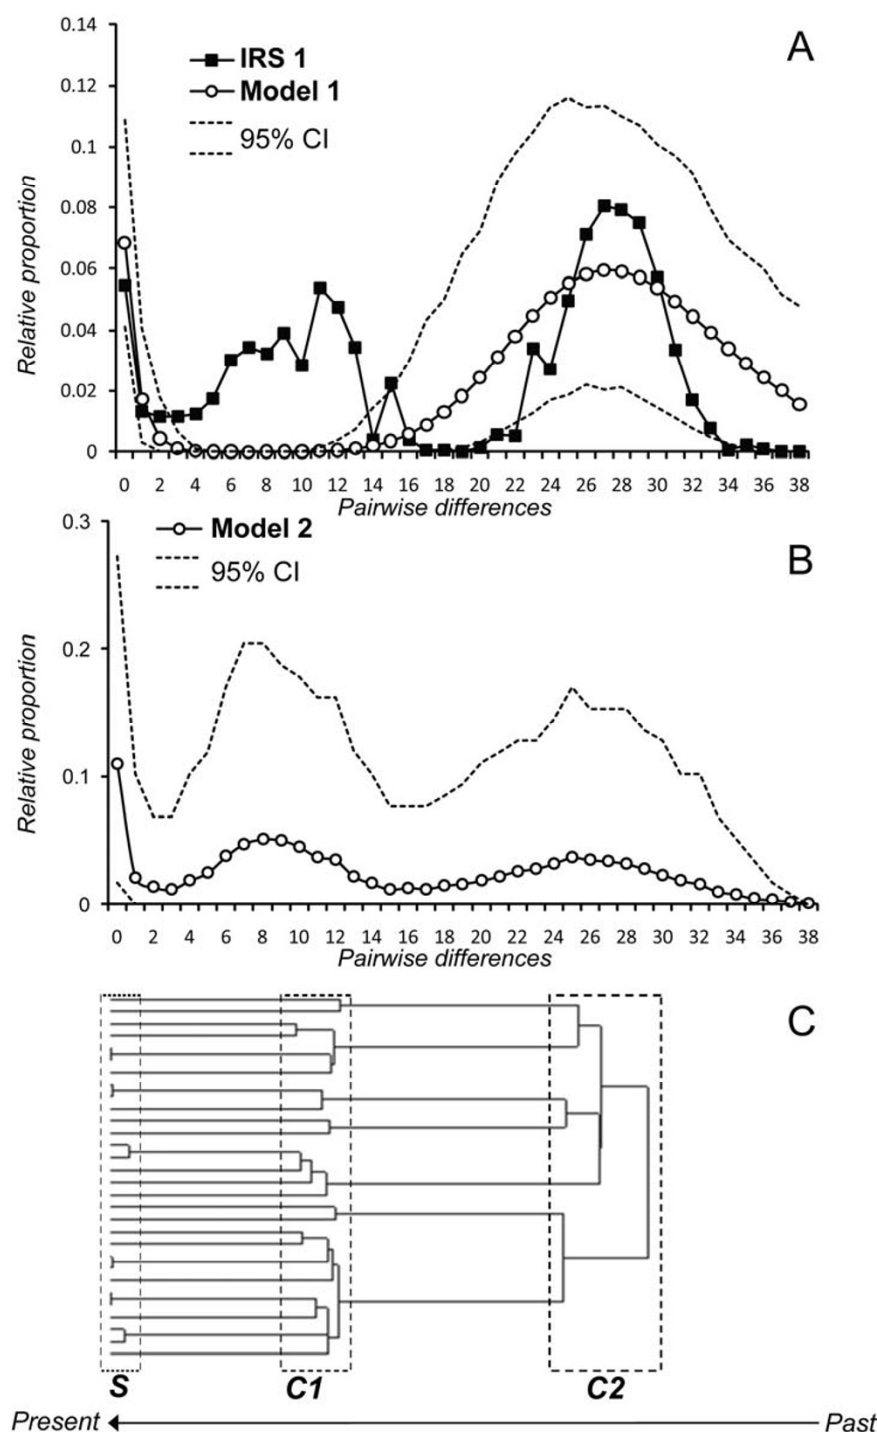 A
IRS 1
Model 1
95% CI
Relative proportion
0.14
0.12
0.1
0.08
0.06
0.04
0.02
0
0 2 4 6 8 10 12 14 16 18 20 22 24 26 28 30 32 34 36 38
Pairwise differences
B
Model 2
95% CI
Relative proportion
0.3
0.2
0.1
0
0 2 4 6 8 10 12 14 16 18 20 22 24 26 28 30 32 34 36 38
Pairwise differences
C
S C1 C2
Present Past